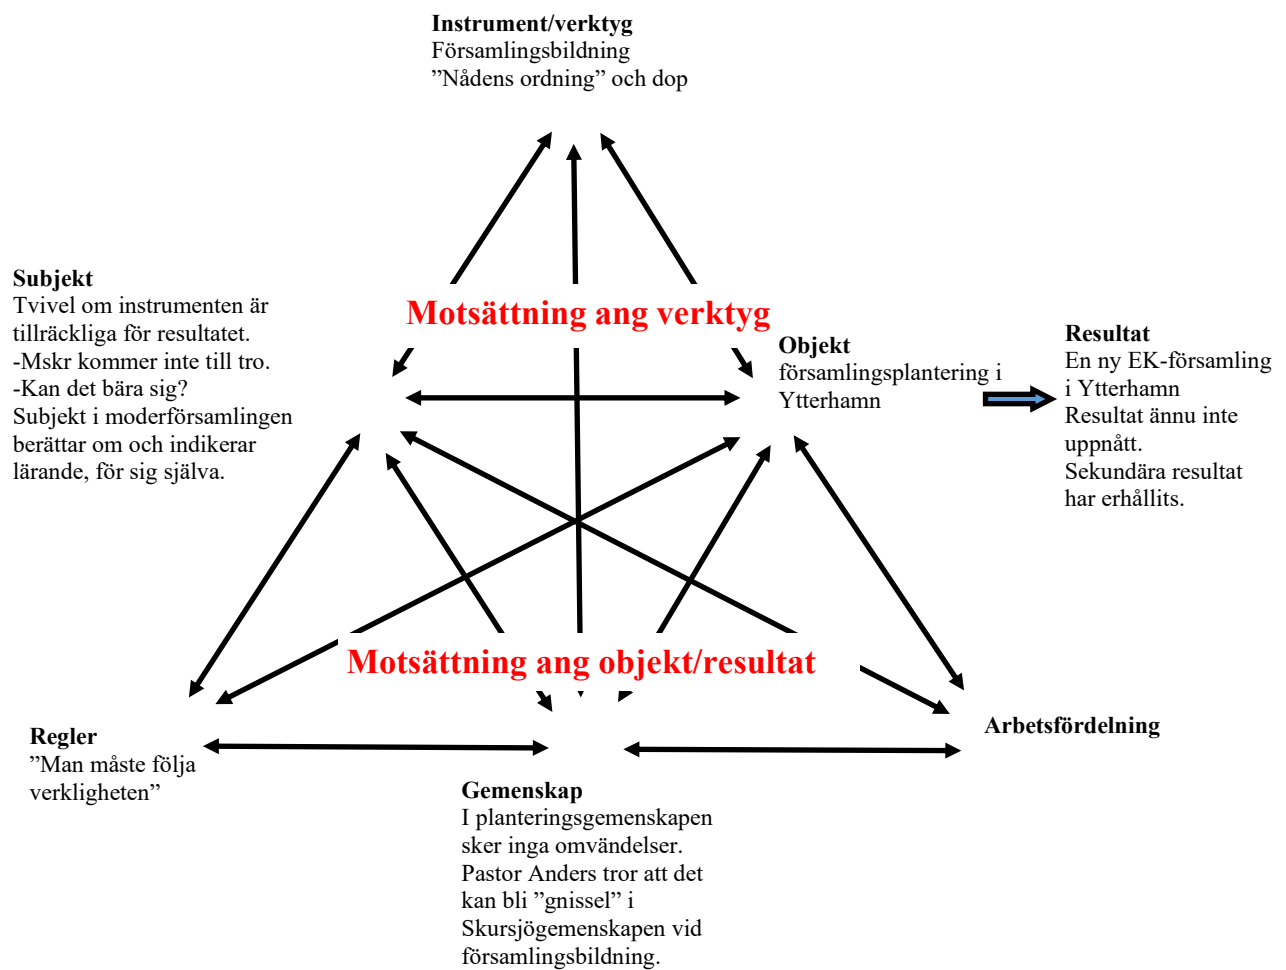 Instrument/verktyg
Församlingsbildning
”Nådens ordning” och dop
Subjekt
Tvivel om instrumenten är
tillräckliga för resultatet.
-Mskr kommer inte till tro.
-Kan det bära sig?
Subjekt i moderförsamlingen
berättar om och indikerar
lärande, för sig själva.
Motsättning ang verktyg
Objekt
församlingsplantering i
Ytterhamn
Resultat
En ny EK-församling
i Ytterhamn
Resultat ännu inte
uppnått.
Sekundära resultat
har erhållits.
Motsättning ang objekt/resultat
Regler
”Man måste följa
verkligheten”
Gemenskap
I planteringsgemenskapen
sker inga omvändelser.
Pastor Anders tror att det
kan bli ”gnissel” i
Skursjögemenskapen vid
församlingsbildning.
Arbetsfördelning